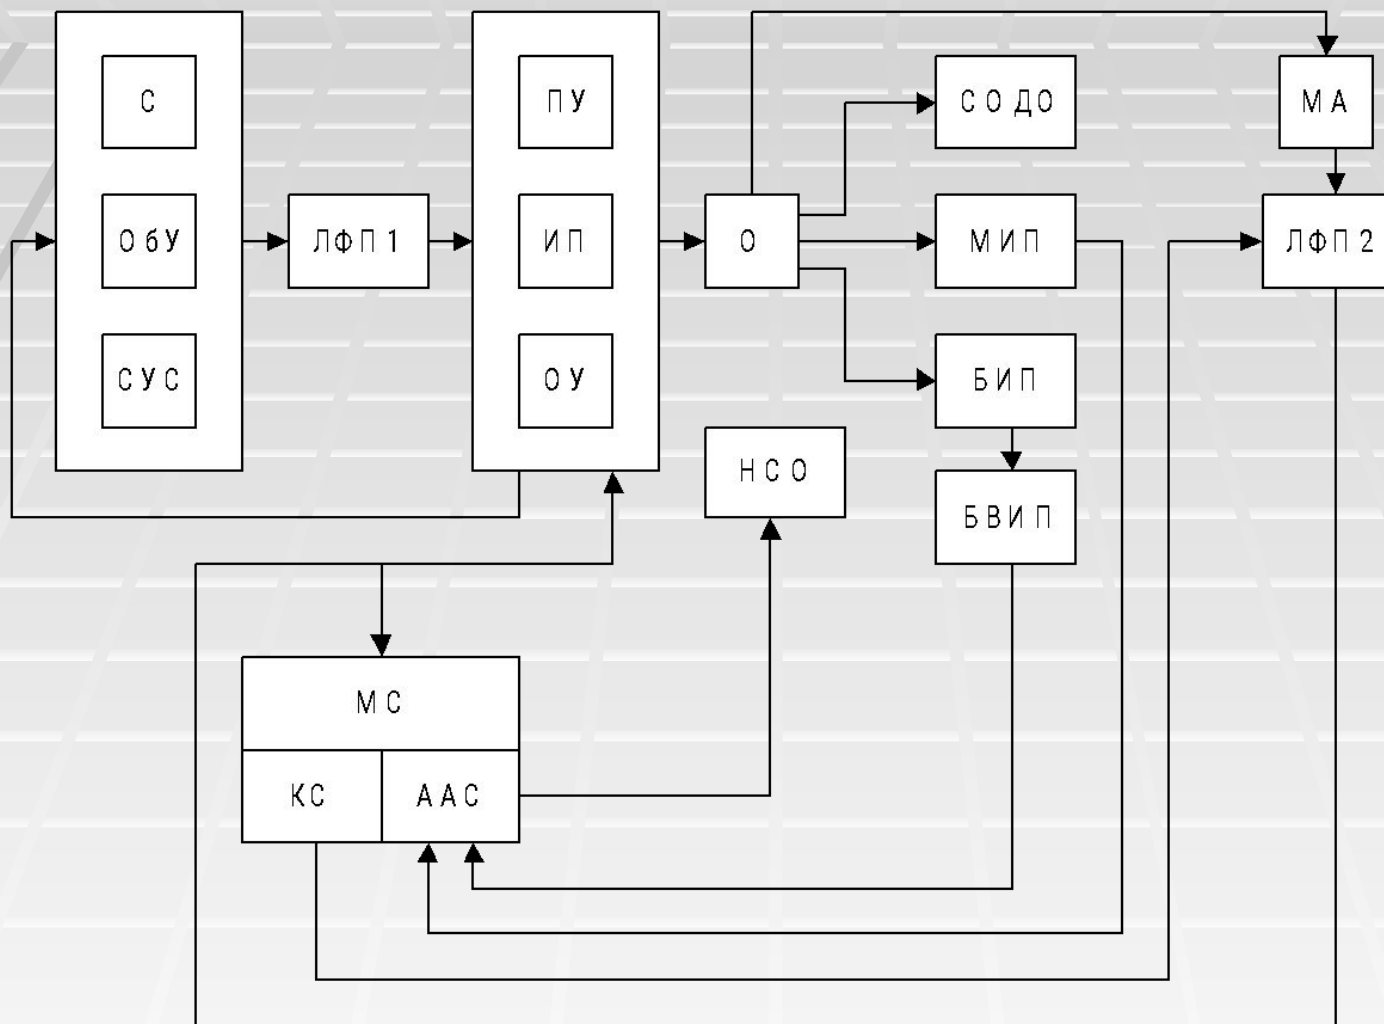 С
ПУ
СОДО
МА
ОбУ
ЛФП1
ИП
О
МИП
ЛФП2
СУС
ОУ
БИП
НСО
БВИП
МС
КС
ААС